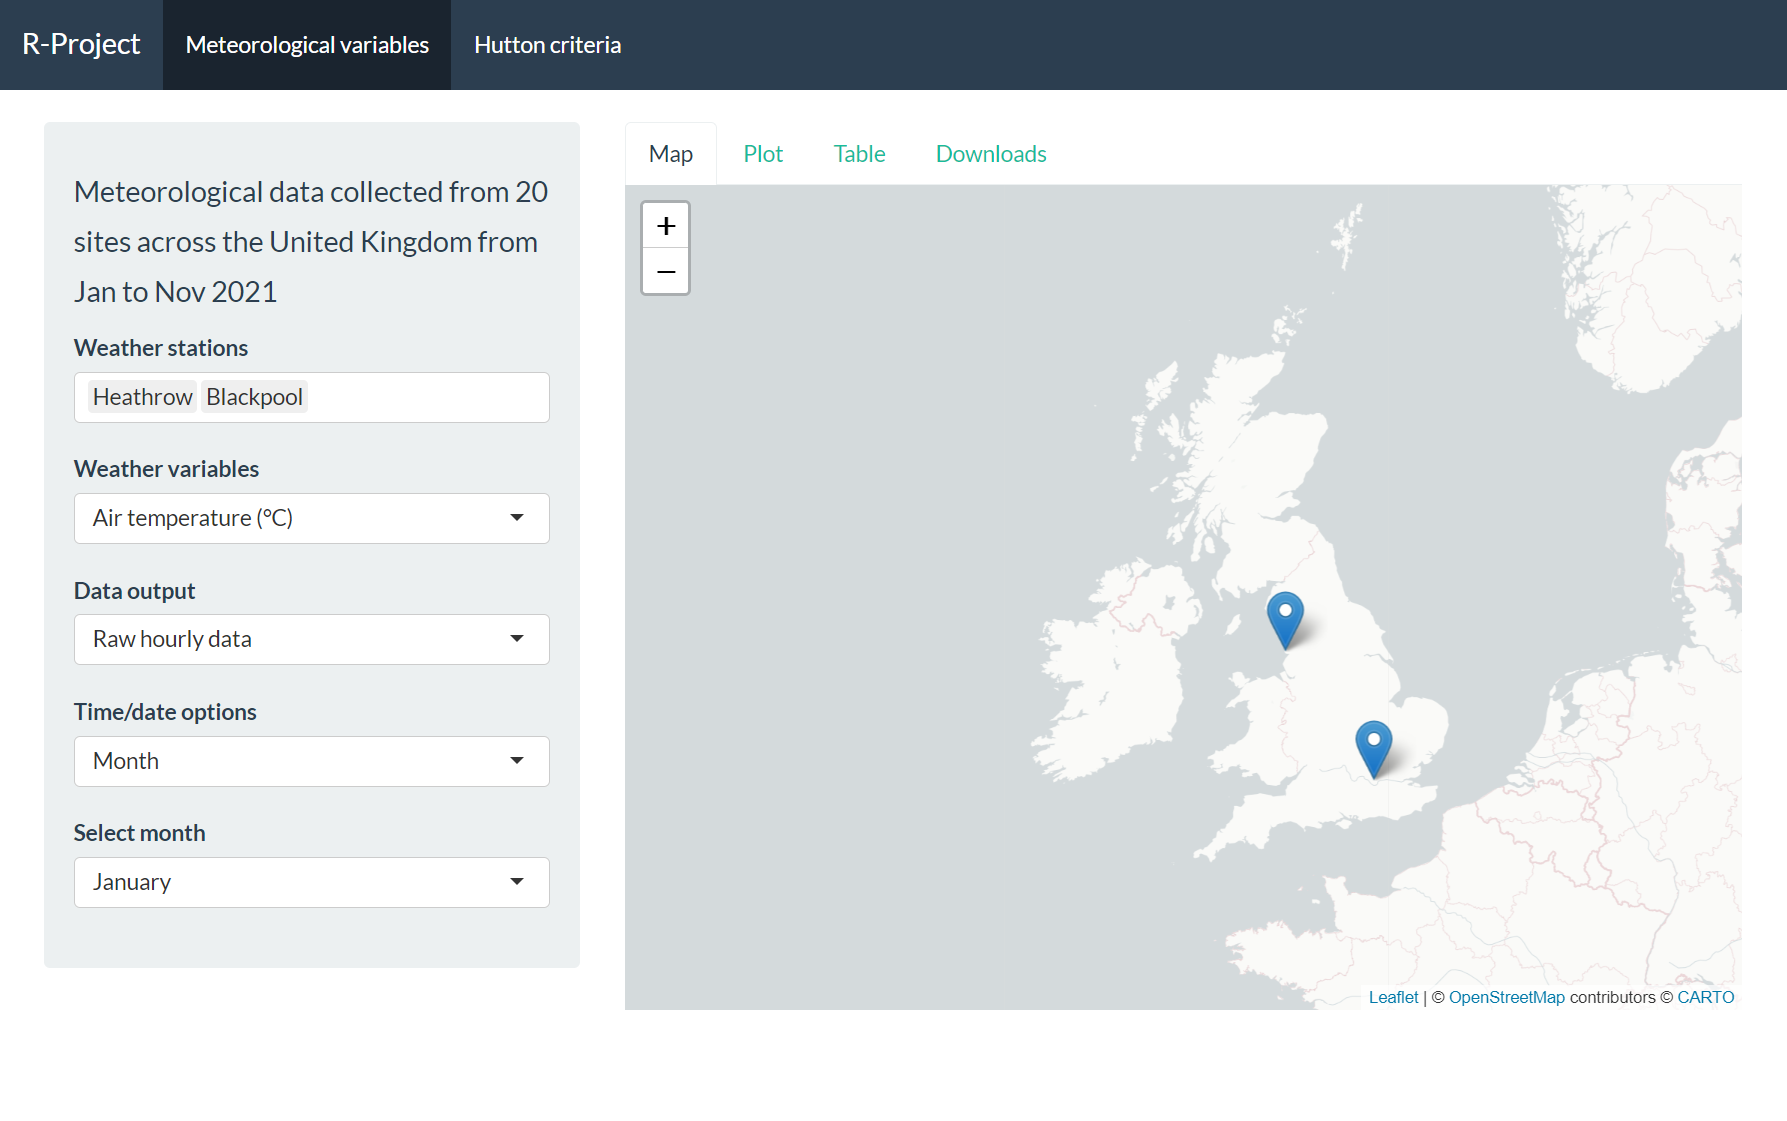 R-Project
Meteorological variables
Hutton criteria
Meteorological data collected from 20
sites across the United Kingdom from
Jan to Nov 2021
Weather stations
Heathrow Blackpool
Weather variables
Air temperature (°C)
Data output
Raw hourly data
Time/date options
Month
Select month
January
Map
Plot
Table
Downloads
+
−
Leaflet | © OpenStreetMap contributors © CARTO